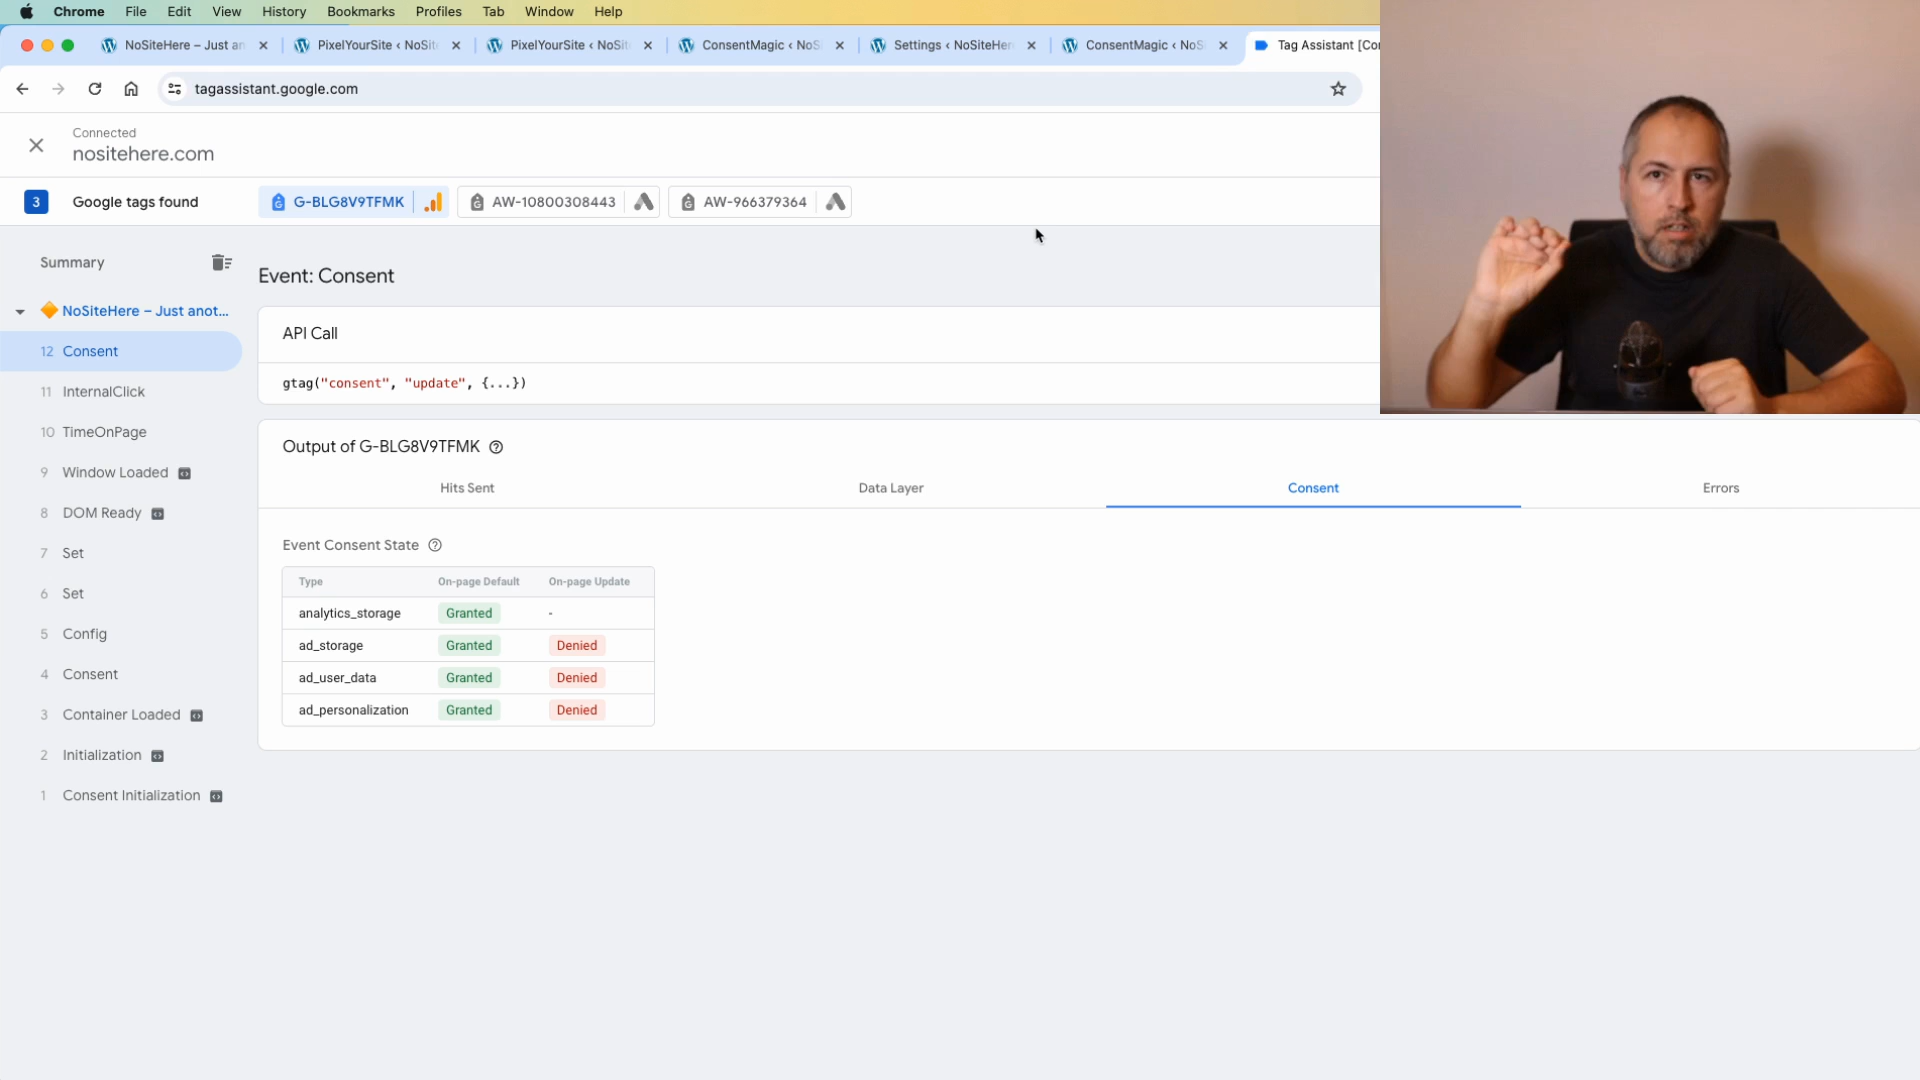 Chrome File Edit View History Bookmarks Profiles Tab Window Help
NoSiteHere – Just an
PixelYourSite ‹ NoSit
PixelYourSite ‹ NoSit
ConsentMagic ‹ NoS
Settings ‹ NoSiteHer
ConsentMagic ‹ NoS
Tag Assistant [Co
tagassistant.google.com
Connected
nositehere.com
3 Google tags found
G-BLG8V9TFMK
AW-10800308443
AW-966379364
Summary
NoSiteHere – Just anot...
12 Consent
11 InternalClick
10 TimeOnPage
9 Window Loaded
8 DOM Ready
7 Set
6 Set
5 Config
4 Consent
3 Container Loaded
2 Initialization
1 Consent Initialization
Event: Consent
API Call
gtag("consent", "update", {...})
Output of G-BLG8V9TFMK
Hits Sent Data Layer Consent Errors
Event Consent State
Type On-page Default On-page Update
analytics_storage Granted -
ad_storage Granted Denied
ad_user_data Granted Denied
ad_personalization Granted Denied